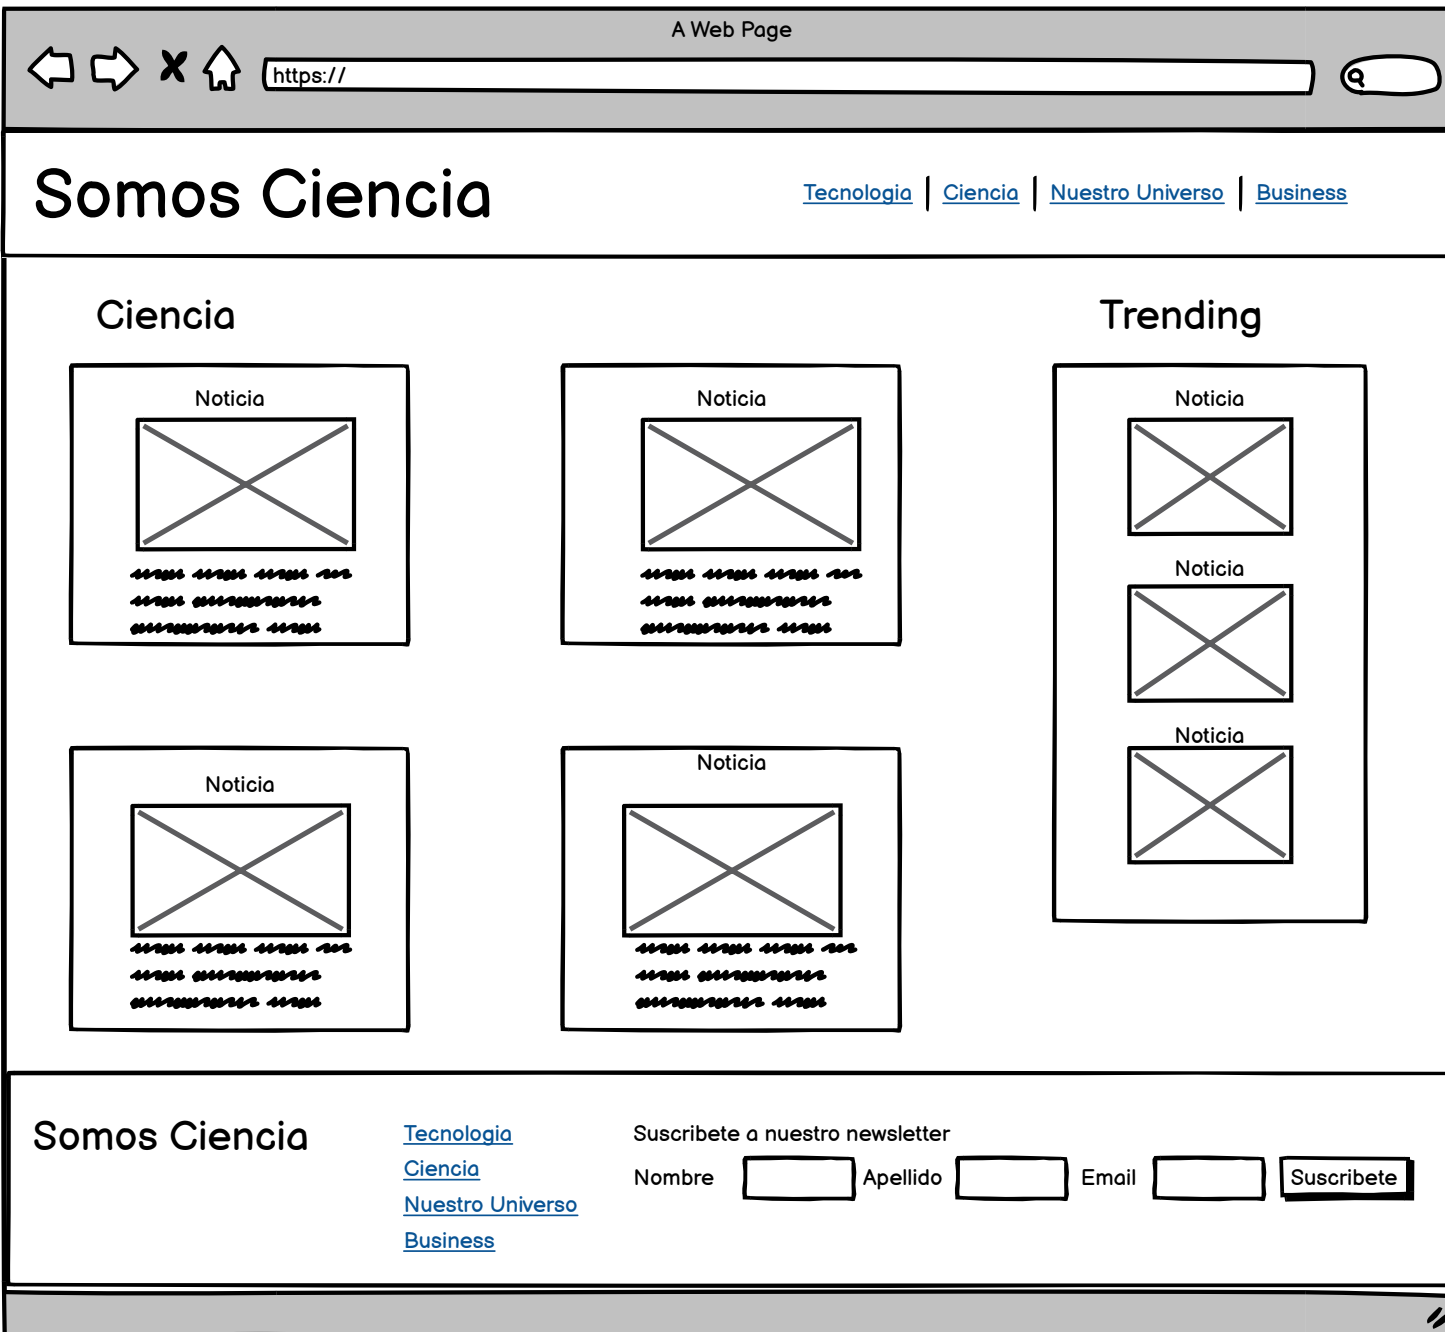 A Web Page
https://
Somos Ciencia
Tecnologia | Ciencia | Nuestro Universo | Business
Ciencia
Trending
Noticia
Noticia
Noticia
Noticia
Noticia
Noticia
Noticia
Somos Ciencia
Tecnologia
Ciencia
Nuestro Universo
Business
Suscribete a nuestro newsletter
Nombre Apellido Email Suscribete